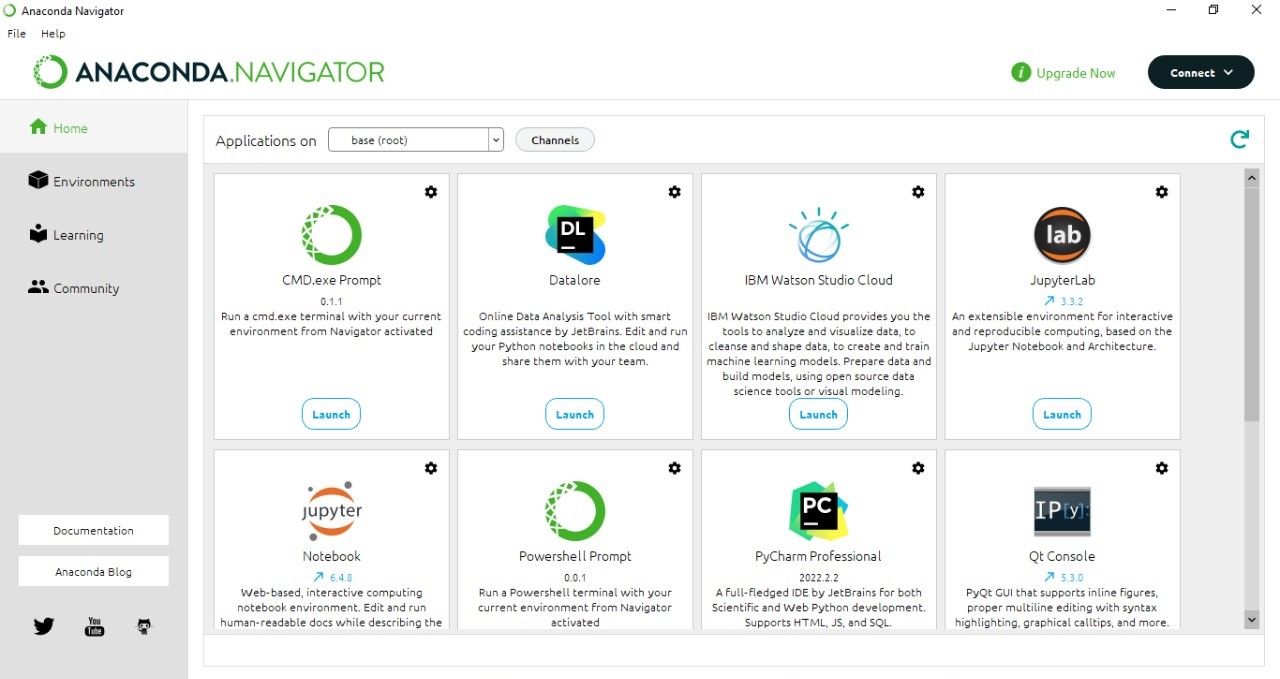 Anaconda Navigator
File Help
ANACONDA.NAVIGATOR
i Upgrade Now
Connect
Home
Environments
Learning
Community
Documentation
Anaconda Blog
You
Tube
Applications on base (root) Channels
CMD.exe Prompt
0.1.1
Run a cmd.exe terminal with your current
environment from Navigator activated
Launch
DL
Datalore
Online Data Analysis Tool with smart
coding assistance by JetBrains. Edit and run
your Python notebooks in the cloud and
share them with your team.
Launch
IBM Watson Studio Cloud
IBM Watson Studio Cloud provides you the
tools to analyze and visualize data, to
cleanse and shape data, to create and train
machine learning models. Prepare data and
build models, using open source data
science tools or visual modeling.
Launch
lab
JupyterLab
3.3.2
An extensible environment for interactive
and reproducible computing, based on the
Jupyter Notebook and Architecture.
Launch
jupyter
Notebook
6.4.8
Web-based, interactive computing
notebook environment. Edit and run
human-readable docs while describing the
Powershell Prompt
0.0.1
Run a Powershell terminal with your
current environment from Navigator
activated
PC
PyCharm Professional
2022.2.2
A full-fledged IDE by JetBrains for both
Scientific and Web Python development.
Supports HTML, JS, and SQL.
IP[y]:
Qt Console
5.3.0
PyQt GUI that supports inline figures,
proper multiline editing with syntax
highlighting, graphical calltips, and more.